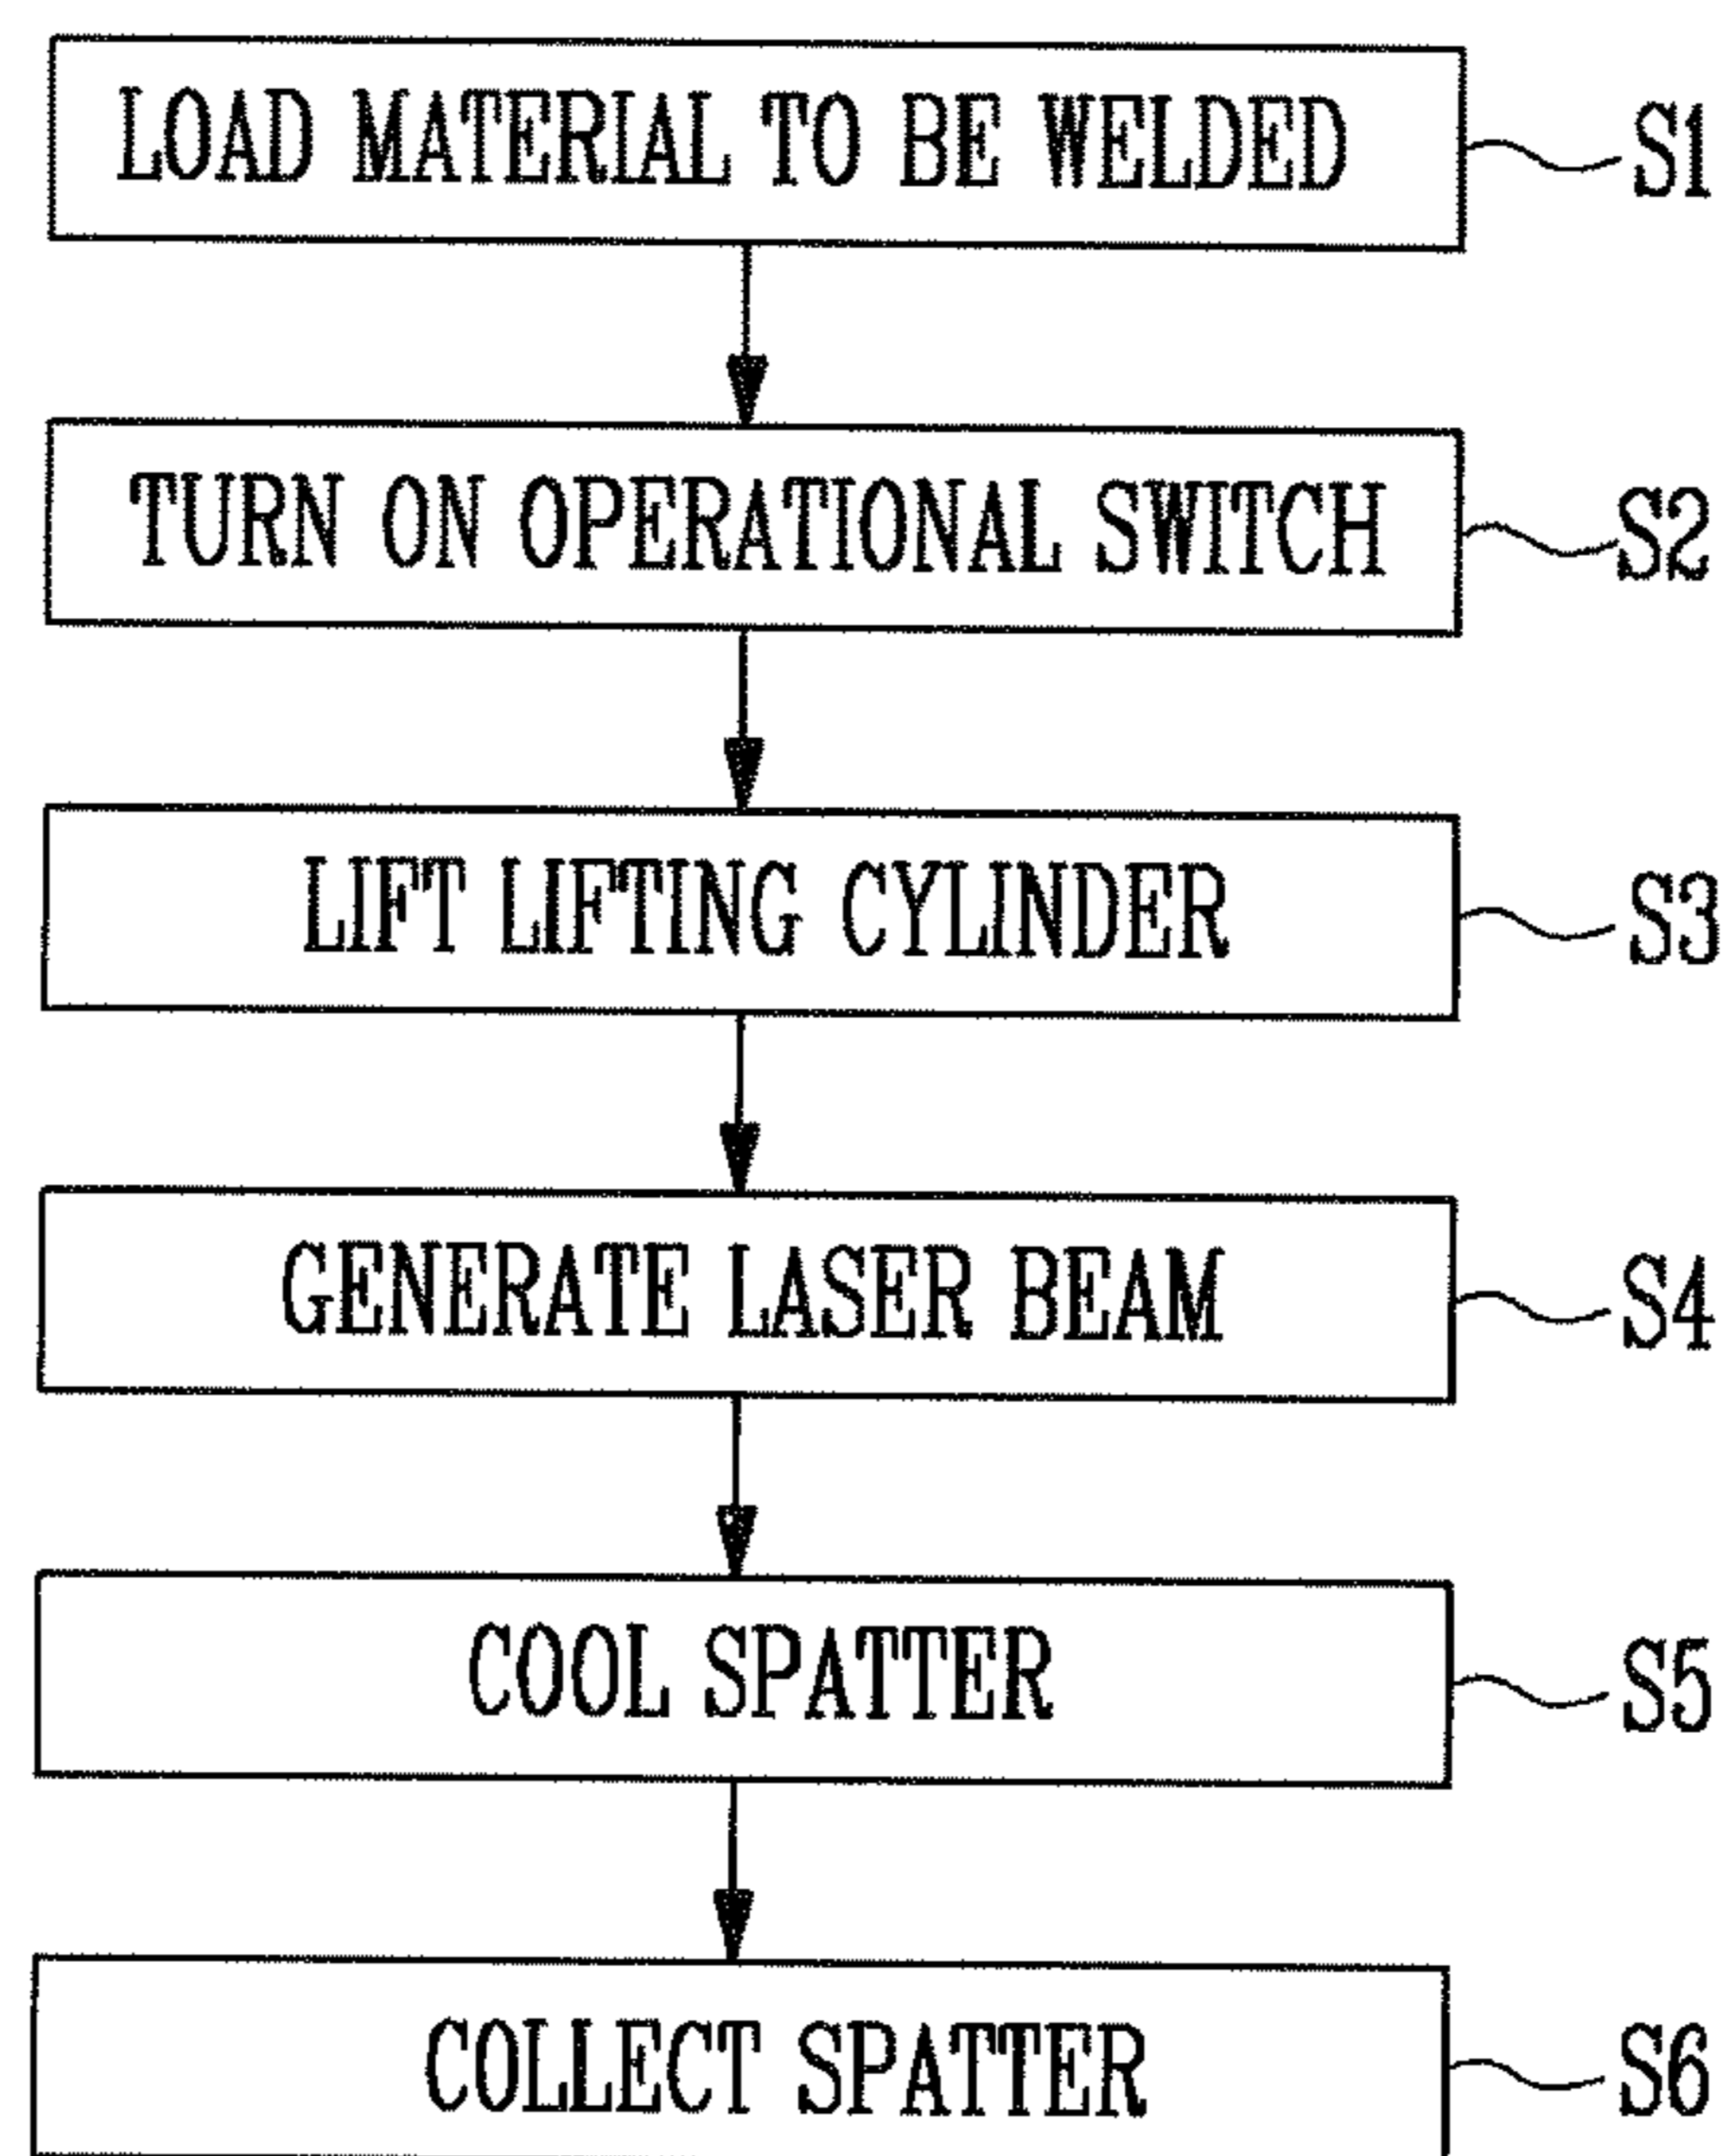 LOAD MATERIAL TO BE WELDED S1
TURN ON OPERATIONAL SWITCH S2
LIFT LIFTING CYLINDER S3
GENERATE LASER BEAM S4
COOL SPATTER S5
COLLECT SPATTER S6